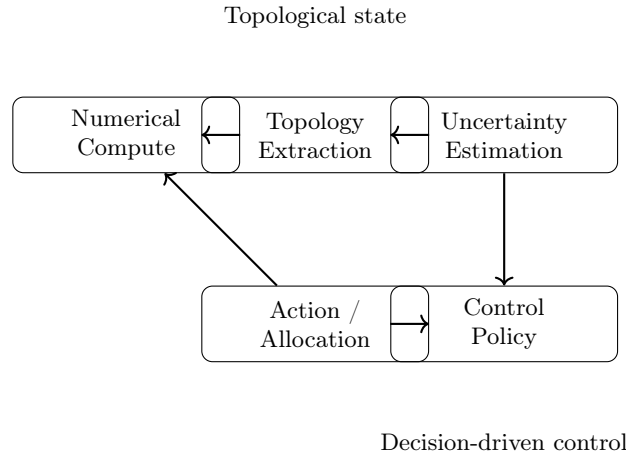 Topological state
Numerical
Compute
Topology
Extraction
Uncertainty
Estimation
Action /
Allocation
Control
Policy
Decision-driven control